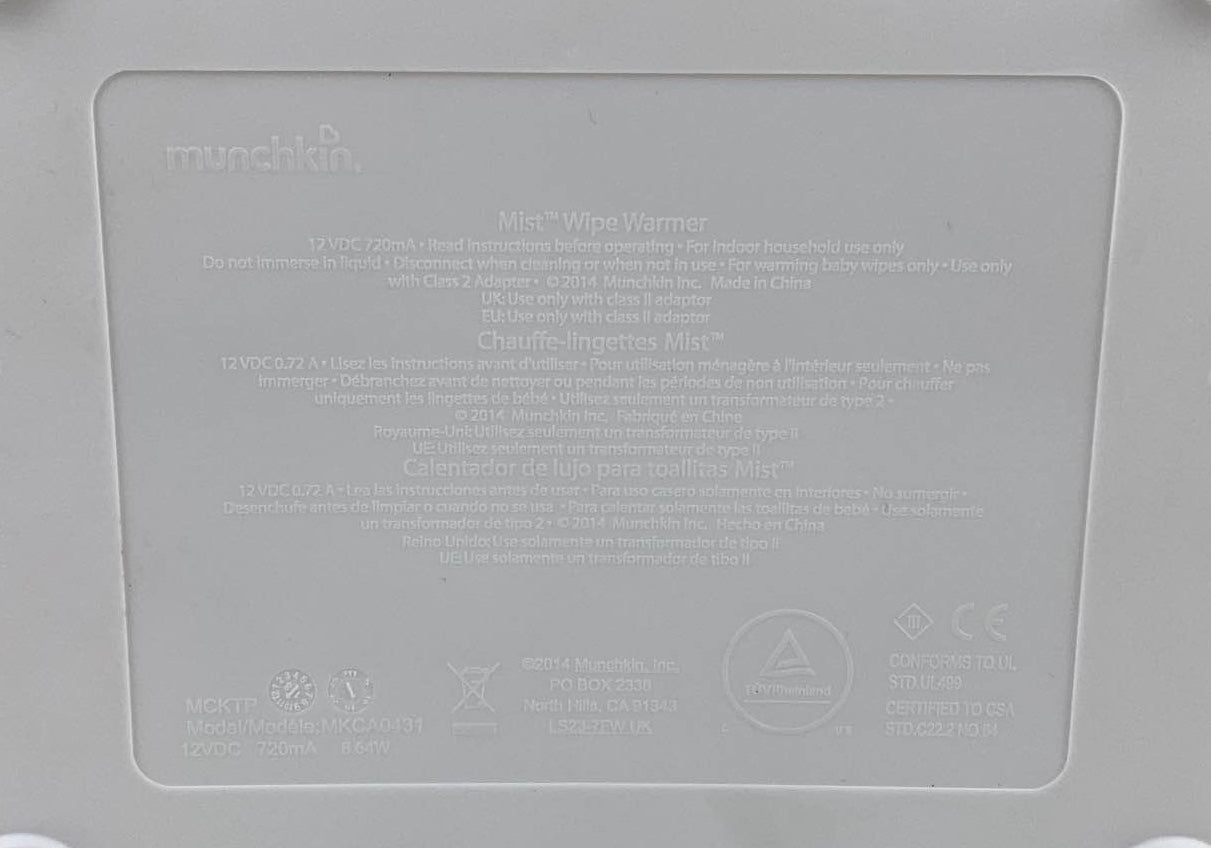 munchkin.
Mist™ Wipe Warmer
12 VDC 720mA • Read instructions before operating • For indoor household use only
Do not immerse in liquid • Disconnect when cleaning or when not in use • For warming baby wipes only • Use only
with Class 2 Adapter • © 2014 Munchkin Inc. Made in China
UK: Use only with class II adaptor
EU: Use only with class II adaptor
Chauffe-lingettes Mist™
12 VDC 0.72 A • Lisez les instructions avant d'utiliser • Pour utilisation ménagère à l'intérieur seulement • Ne pas
immerger • Débranchez avant de nettoyer ou pendant les périodes de non utilisation • Pour chauffer
uniquement les lingettes de bébé • Utilisez seulement un transformateur de type 2 •
© 2014 Munchkin Inc. Fabriqué en Chine
Royaume-Uni: Utilisez seulement un transformateur de type II
UE: Utilisez seulement un transformateur de type II
Calentador de lujo para toallitas Mist™
12 VDC 0.72 A • Lea las instrucciones antes de usar • Para uso casero solamente en interiores • No sumergir •
Desenchufe antes de limpiar o cuando no se usa • Para calentar solamente las toallitas de bebé • Use solamente
un transformador de tipo 2 • © 2014 Munchkin Inc. Hecho en China
Reino Unido: Use solamente un transformador de tipo II
UE: Use solamente un transformador de tipo II
MCKTP
Model/Modèle: MKCA0431
12VDC 720mA 8.64W
©2014 Munchkin, Inc.
PO BOX 2338
North Hills, CA 91343
LS23-7FW UK
TÜVRheinland
C US
III CE
CONFORMS TO UL
STD.UL499
CERTIFIED TO CSA
STD.C22.2 NO.64